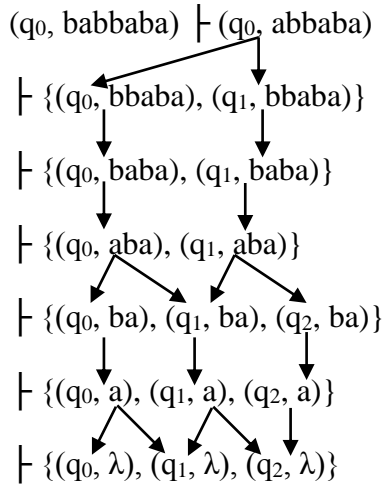 (q₀, babbaba) ├ (q₀, abbaba)
├ {(q₀, bbaba), (q₁, bbaba)}
├ {(q₀, baba), (q₁, baba)}
├ {(q₀, aba), (q₁, aba)}
├ {(q₀, ba), (q₁, ba), (q₂, ba)}
├ {(q₀, a), (q₁, a), (q₂, a)}
├ {(q₀, λ), (q₁, λ), (q₂, λ)}